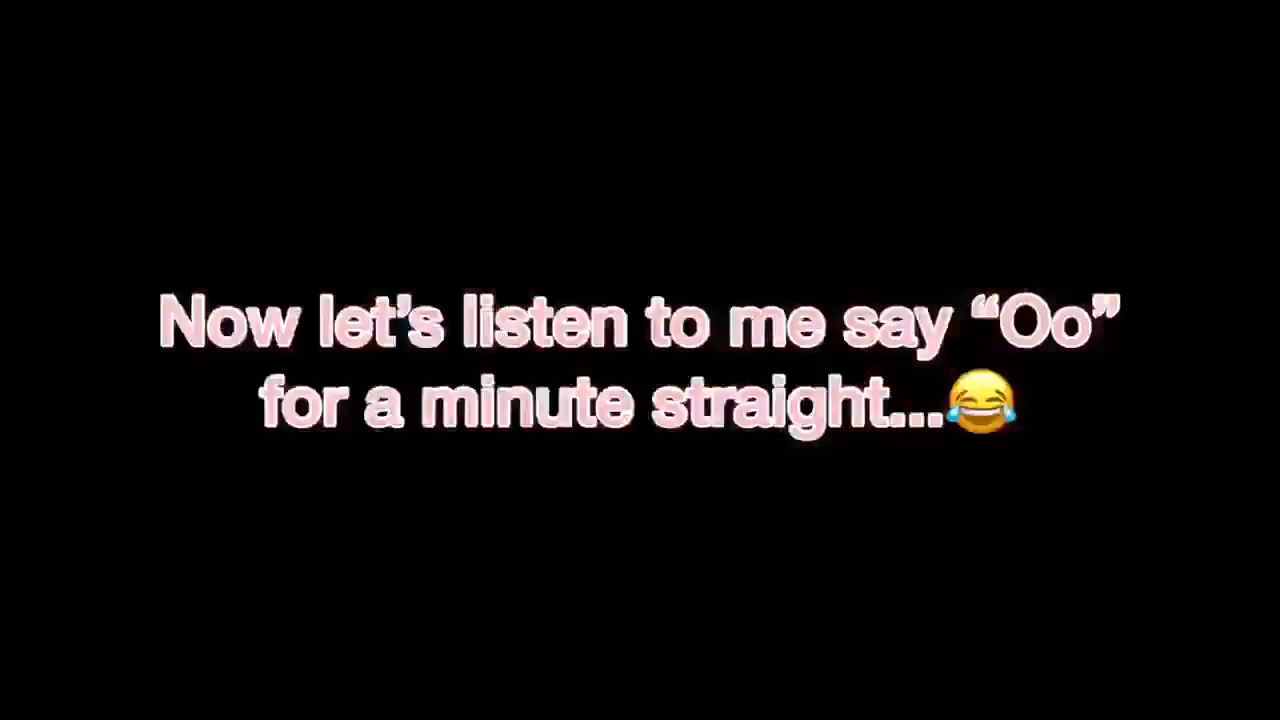 Now let’s listen to me say “Oo”
for a minute straight...😂